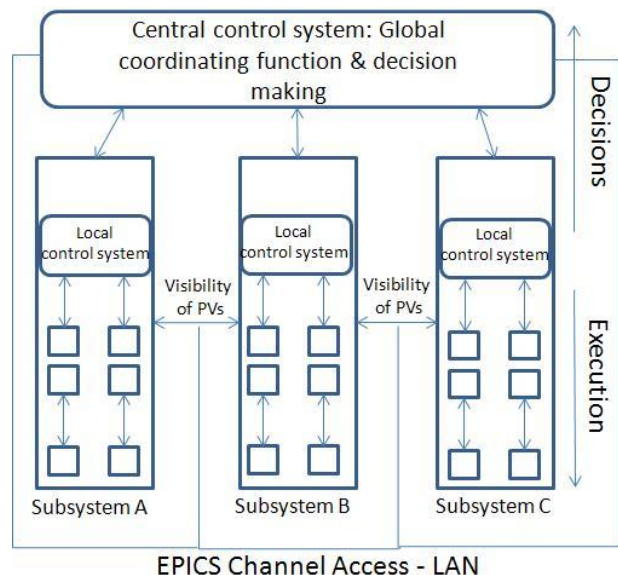 Central control system: Global
coordinating function & decision
making
Decisions
Local
control system
Local
control system
Local
control system
Visibility
of PVs
Visibility
of PVs
Execution
Subsystem A
Subsystem B
Subsystem C
EPICS Channel Access - LAN